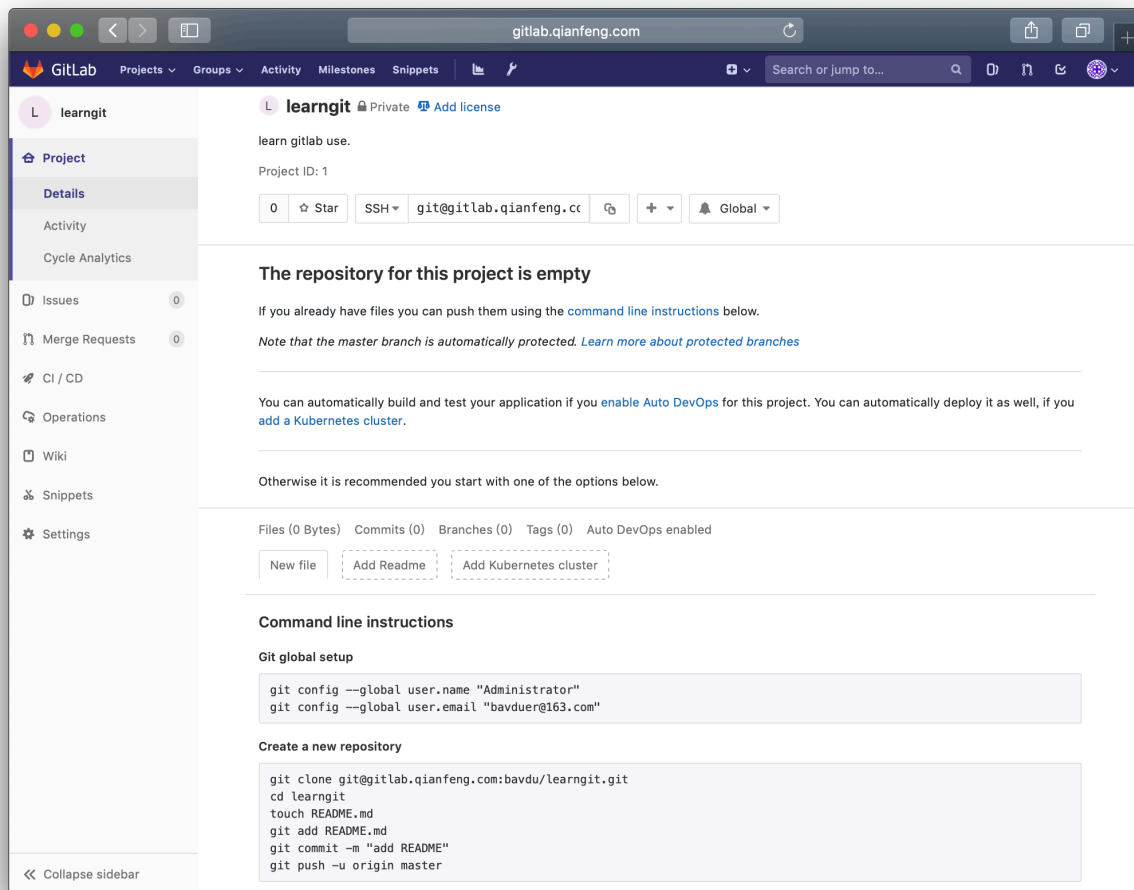 gitlab.qianfeng.com
GitLab Projects Groups Activity Milestones Snippets Search or jump to...
L learngit
Project
Details
Activity
Cycle Analytics
Issues 0
Merge Requests 0
CI / CD
Operations
Wiki
Snippets
Settings
Collapse sidebar
L learngit Private Add license
learn gitlab use.
Project ID: 1
0 Star SSH git@gitlab.qianfeng.cc Global
The repository for this project is empty
If you already have files you can push them using the command line instructions below.
Note that the master branch is automatically protected. Learn more about protected branches
You can automatically build and test your application if you enable Auto DevOps for this project. You can automatically deploy it as well, if you
add a Kubernetes cluster.
Otherwise it is recommended you start with one of the options below.
Files (0 Bytes) Commits (0) Branches (0) Tags (0) Auto DevOps enabled
New file Add Readme Add Kubernetes cluster
Command line instructions
Git global setup
git config --global user.name "Administrator"
git config --global user.email "bavduer@163.com"
Create a new repository
git clone git@gitlab.qianfeng.com:bavdu/learngit.git
cd learngit
touch README.md
git add README.md
git commit -m "add README"
git push -u origin master